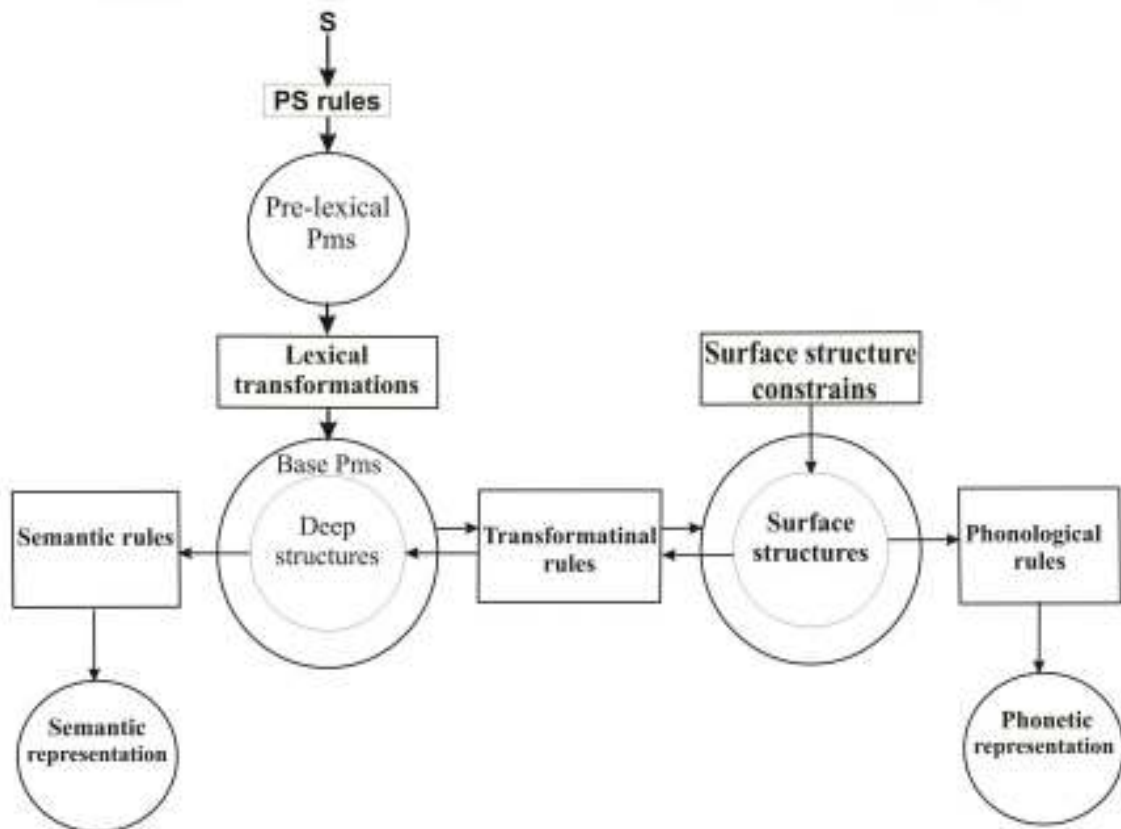 S
PS rules
Pre-lexical
Pms
Lexical
transformations
Surface structure
constrains
Base Pms
Deep
structures
Semantic rules
Transformatinal
rules
Surface
structures
Phonological
rules
Semantic
representation
Phonetic
representation